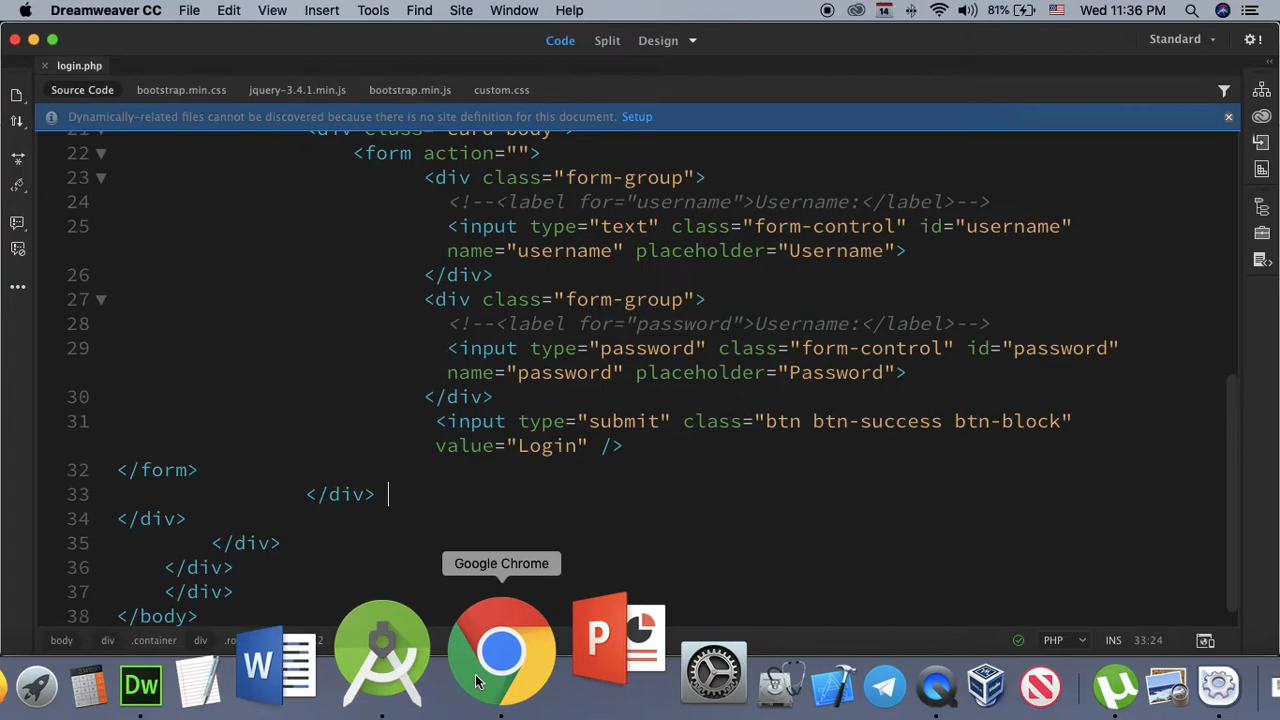 Dreamweaver CC File Edit View Insert Tools Find Site Window Help 14 81% Wed 11:36 PM
Code Split Design Standard
login.php
Source Code bootstrap.min.css jquery-3.4.1.min.js bootstrap.min.js custom.css
Dynamically-related files cannot be discovered because there is no site definition for this document. Setup
21 <div class="card-body">
22 <form action="">
23 <div class="form-group">
24 <!--<label for="username">Username:</label>-->
25 <input type="text" class="form-control" id="username"
name="username" placeholder="Username">
26 </div>
27 <div class="form-group">
28 <!--<label for="password">Username:</label>-->
29 <input type="password" class="form-control" id="password"
name="password" placeholder="Password">
30 </div>
31 <input type="submit" class="btn btn-success btn-block"
value="Login" />
32 </form>
33 </div>
34 </div>
35 </div>
36 </div>
37 </div>
38 </body>
Google Chrome
body div .container div PHP INS 33:24
Dw W P